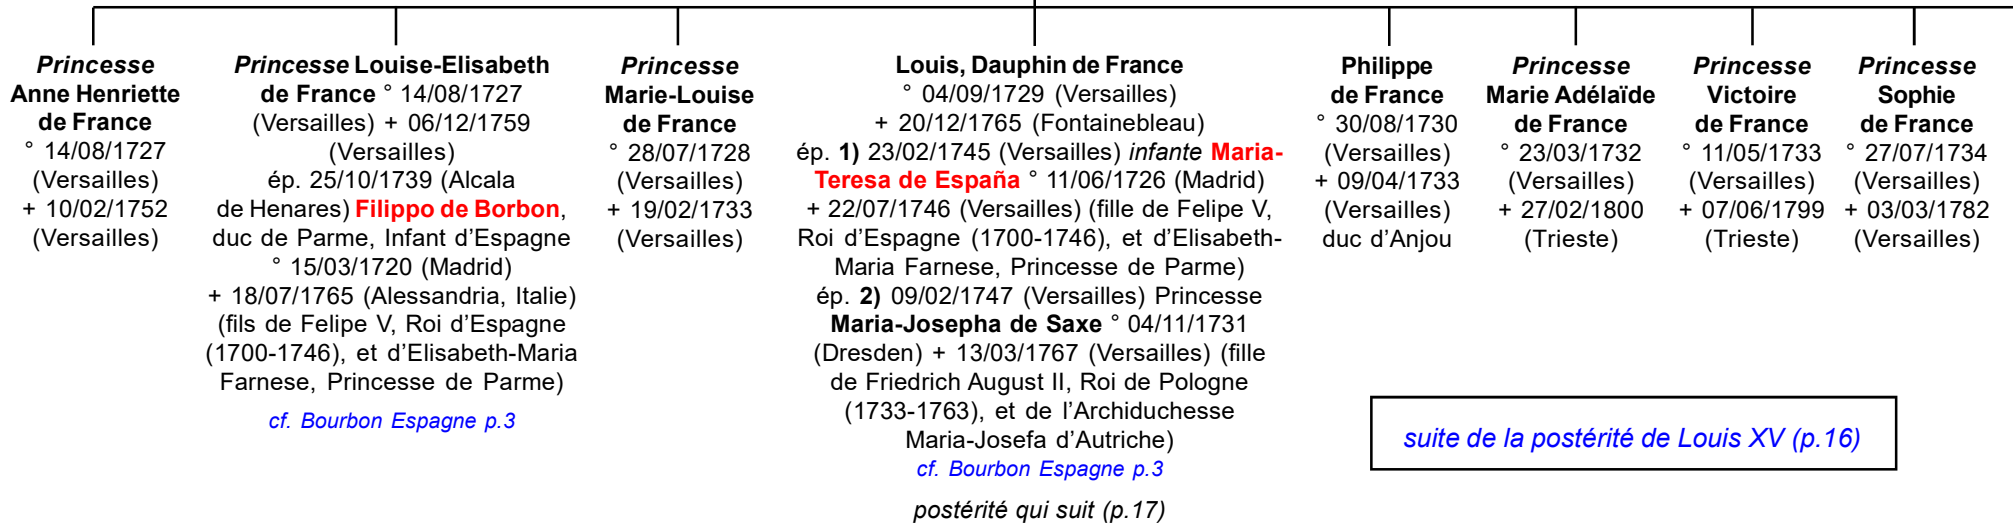 Princesse
Anne Henriette
de France
° 14/08/1727
(Versailles)
+ 10/02/1752
(Versailles)
Princesse Louise-Elisabeth
de France ° 14/08/1727
(Versailles) + 06/12/1759
(Versailles)
ép. 25/10/1739 (Alcala
de Henares) Filippo de Borbon,
duc de Parme, Infant d’Espagne
° 15/03/1720 (Madrid)
+ 18/07/1765 (Alessandria, Italie)
(fils de Felipe V, Roi d’Espagne
(1700-1746), et d’Elisabeth-Maria
Farnese, Princesse de Parme)
cf. Bourbon Espagne p.3
Princesse
Marie-Louise
de France
° 28/07/1728
(Versailles)
+ 19/02/1733
(Versailles)
Louis, Dauphin de France
° 04/09/1729 (Versailles)
+ 20/12/1765 (Fontainebleau)
ép. 1) 23/02/1745 (Versailles) infante Maria-
Teresa de España ° 11/06/1726 (Madrid)
+ 22/07/1746 (Versailles) (fille de Felipe V,
Roi d’Espagne (1700-1746), et d’Elisabeth-
Maria Farnese, Princesse de Parme)
ép. 2) 09/02/1747 (Versailles) Princesse
Maria-Josepha de Saxe ° 04/11/1731
(Dresden) + 13/03/1767 (Versailles) (fille
de Friedrich August II, Roi de Pologne
(1733-1763), et de l’Archiduchesse
Maria-Josefa d’Autriche)
cf. Bourbon Espagne p.3
postérité qui suit (p.17)
Philippe
de France
° 30/08/1730
(Versailles)
+ 09/04/1733
(Versailles)
duc d’Anjou
Princesse
Marie Adélaïde
de France
° 23/03/1732
(Versailles)
+ 27/02/1800
(Trieste)
Princesse
Victoire
de France
° 11/05/1733
(Versailles)
+ 07/06/1799
(Trieste)
Princesse
Sophie
de France
° 27/07/1734
(Versailles)
+ 03/03/1782
(Versailles)
suite de la postérité de Louis XV (p.16)